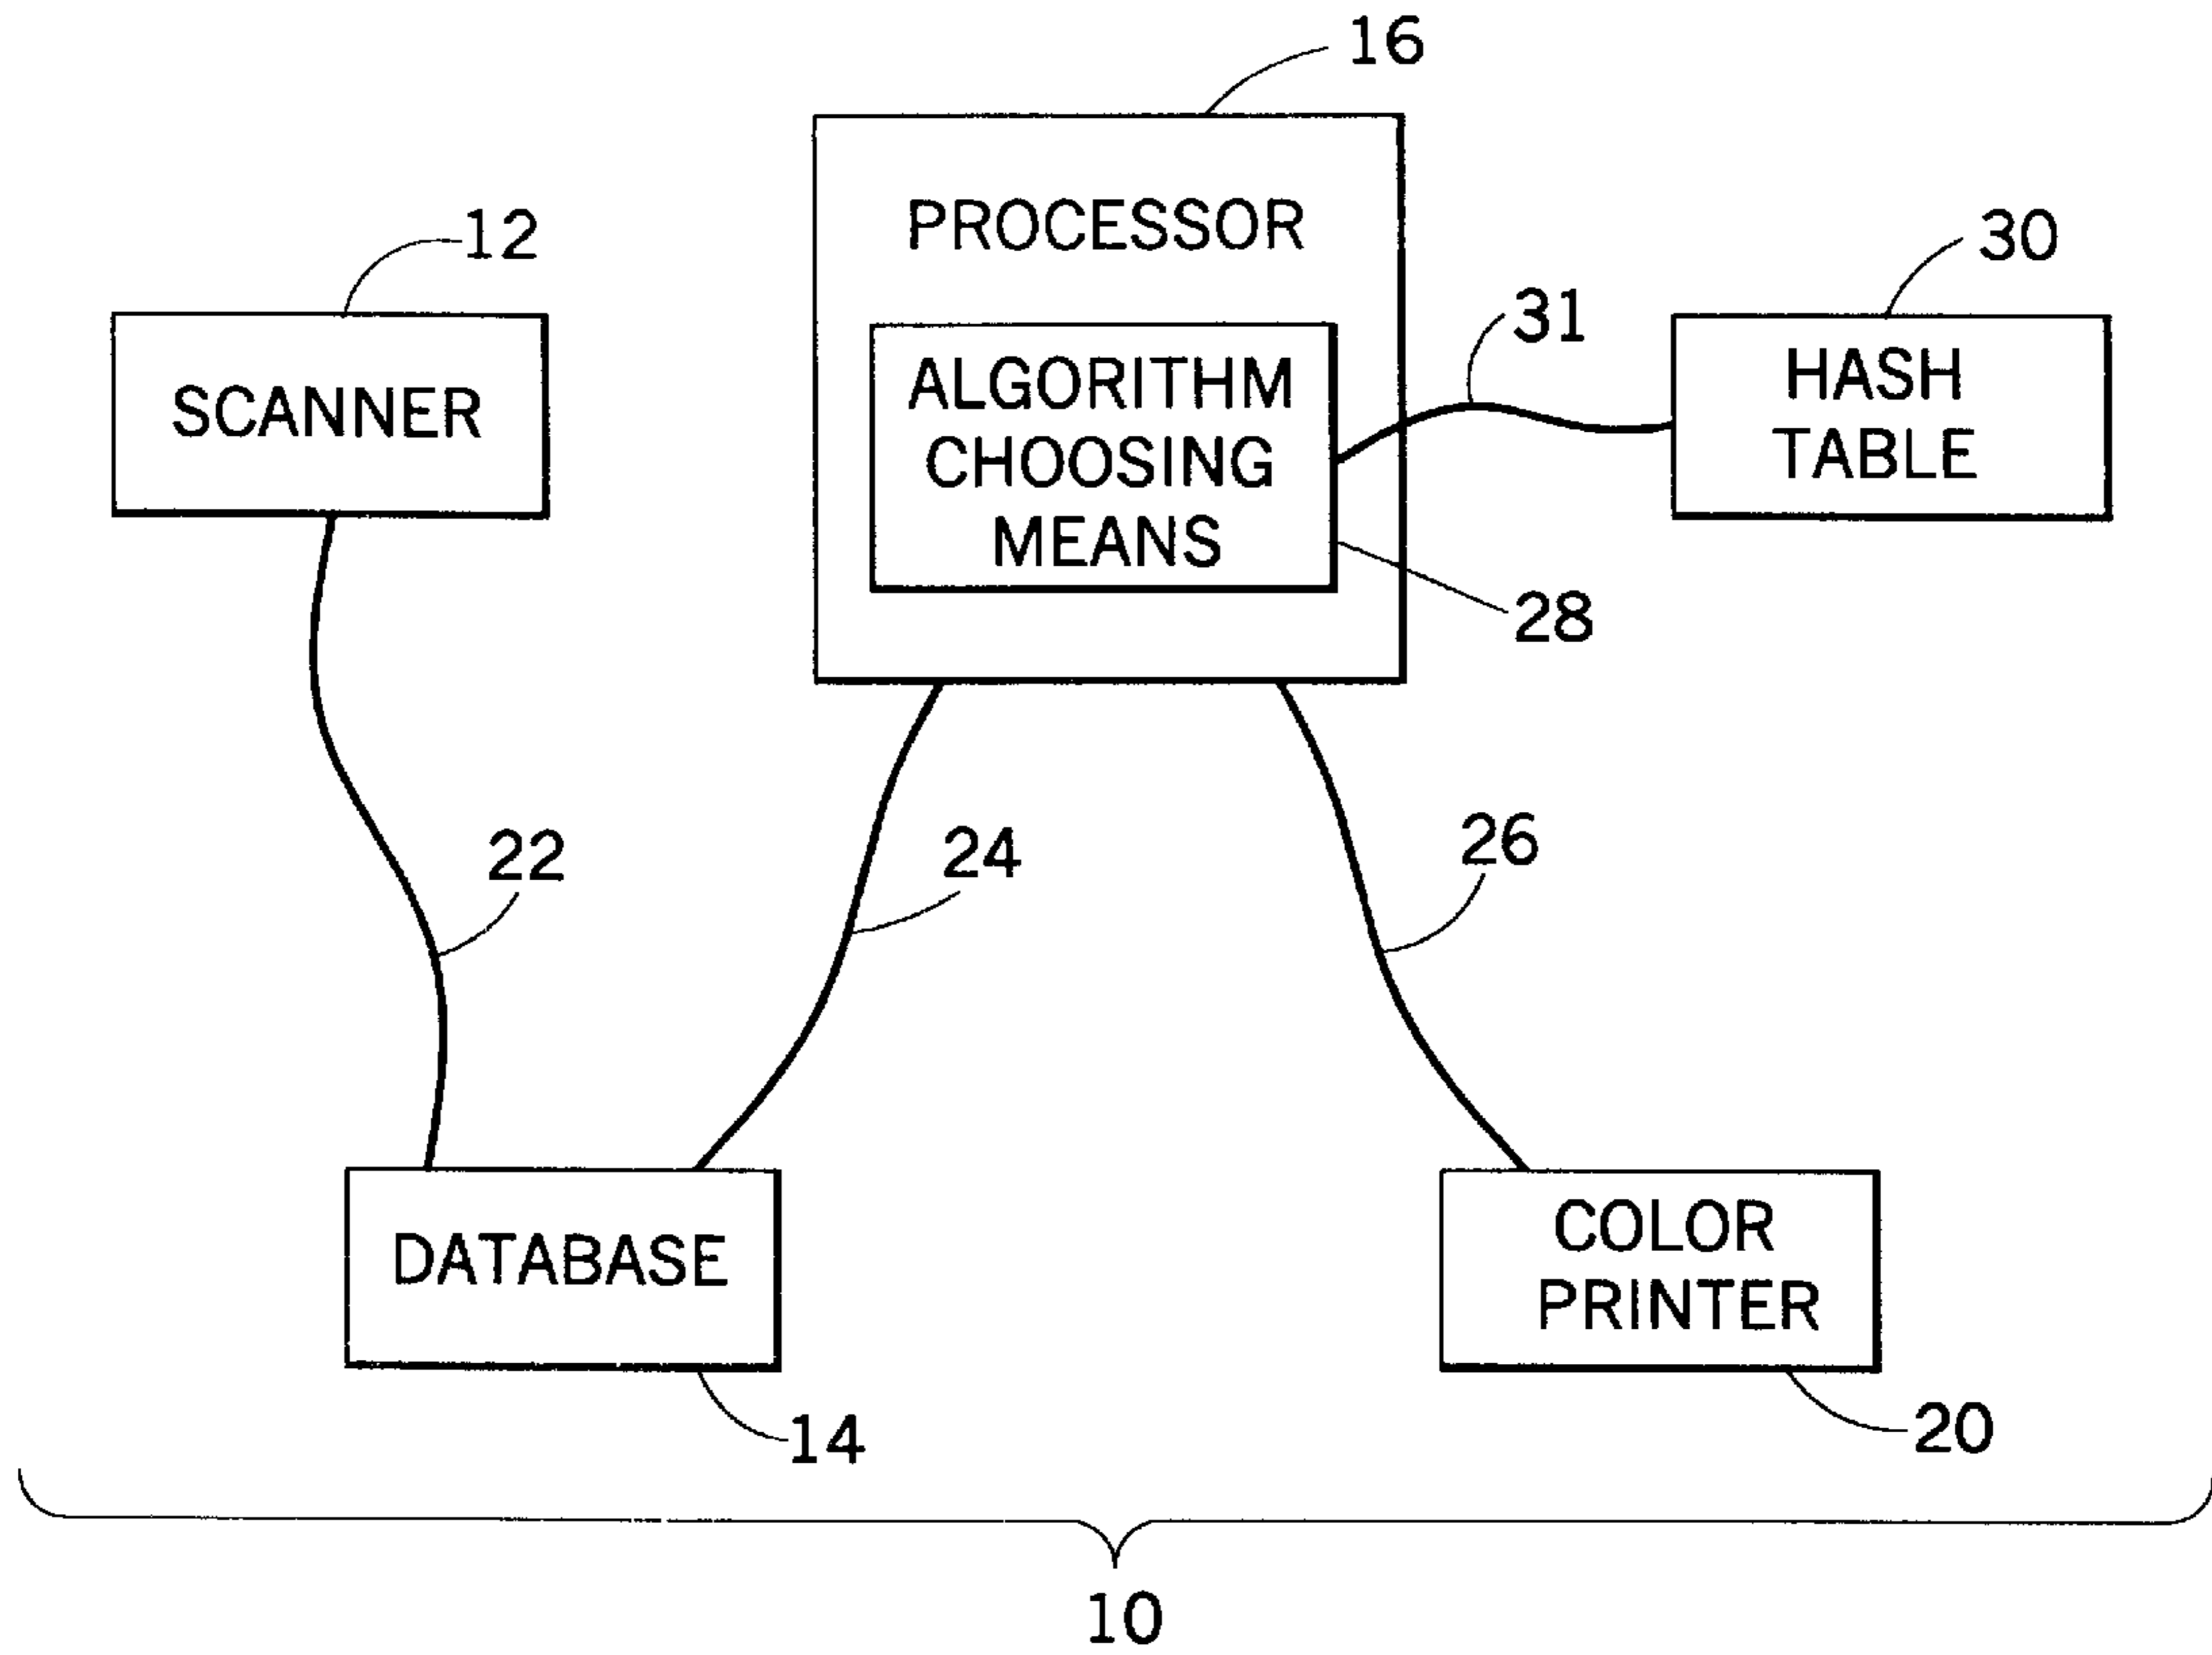 16
PROCESSOR
12
30
31
SCANNER
ALGORITHM
CHOOSING
MEANS
HASH
TABLE
28
22
24
26
DATABASE
COLOR
PRINTER
14
20
10